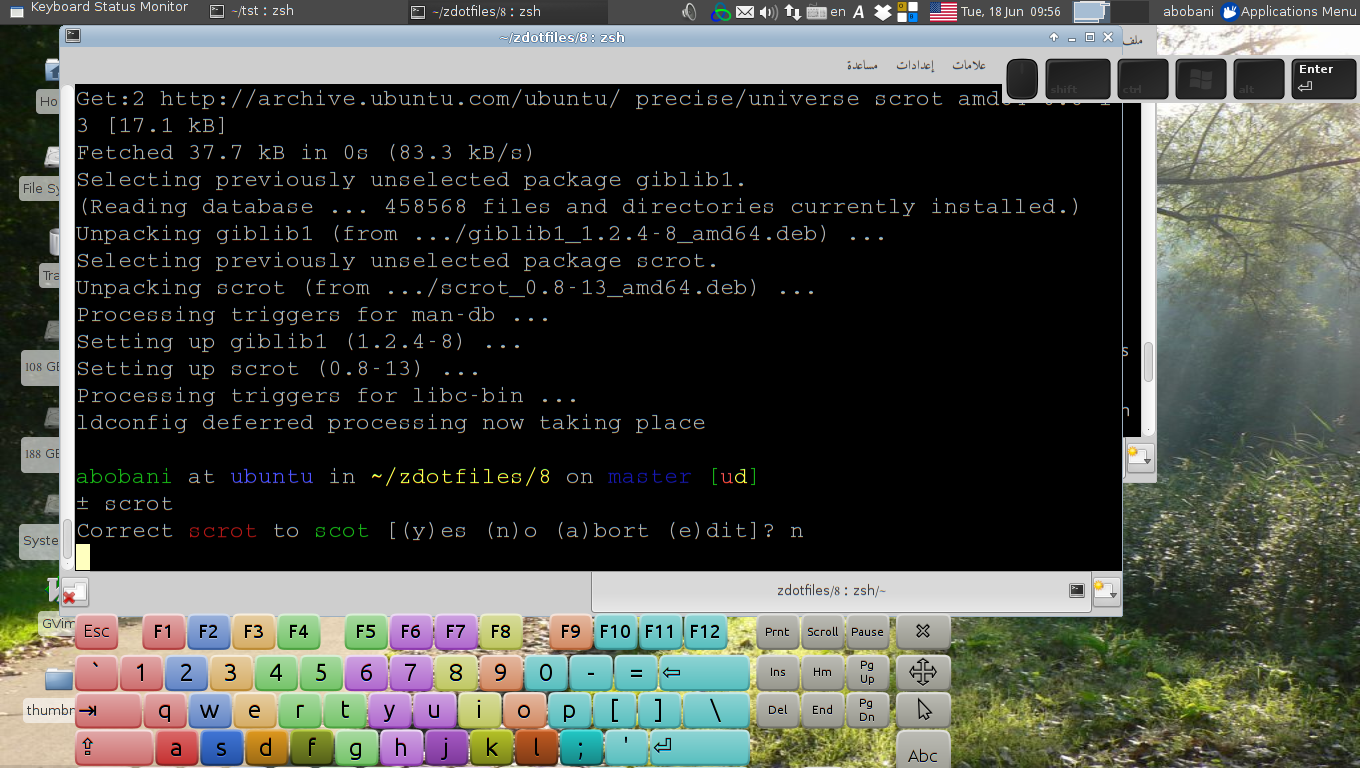 Keyboard Status Monitor
~/tst : zsh
~/zdotfiles/8 : zsh
en
A
Tue, 18 Jun 09:56
abobani
Applications Menu
~/zdotfiles/8 : zsh
ملف
علامات
إعدادات
مساعدة
shift
ctrl
alt
Enter
Ho
File Sy
Tra
108 GE
188 GE
Syste
GVim
thumbn
Get:2 http://archive.ubuntu.com/ubuntu/ precise/universe scrot
3 [17.1 kB]
Fetched 37.7 kB in 0s (83.3 kB/s)
Selecting previously unselected package giblib1.
(Reading database ... 458568 files and directories currently installed.)
Unpacking giblib1 (from .../giblib1_1.2.4-8_amd64.deb) ...
Selecting previously unselected package scrot.
Unpacking scrot (from .../scrot_0.8-13_amd64.deb) ...
Processing triggers for man-db ...
Setting up giblib1 (1.2.4-8) ...
Setting up scrot (0.8-13) ...
Processing triggers for libc-bin ...
ldconfig deferred processing now taking place
abobani at ubuntu in ~/zdotfiles/8 on master [ud]
± scrot
Correct scrot to scot [(y)es (n)o (a)bort (e)dit]? n
s
n
zdotfiles/8 : zsh/~
Esc F1 F2 F3 F4 F5 F6 F7 F8 F9 F10 F11 F12 Prnt Scroll Pause
` 1 2 3 4 5 6 7 8 9 0 - = ⇦ Ins Hm Pg Up
⇥ q w e r t y u i o p [ ] \ Del End Pg Dn
⇪ a s d f g h j k l ; ' ⏎ Abc